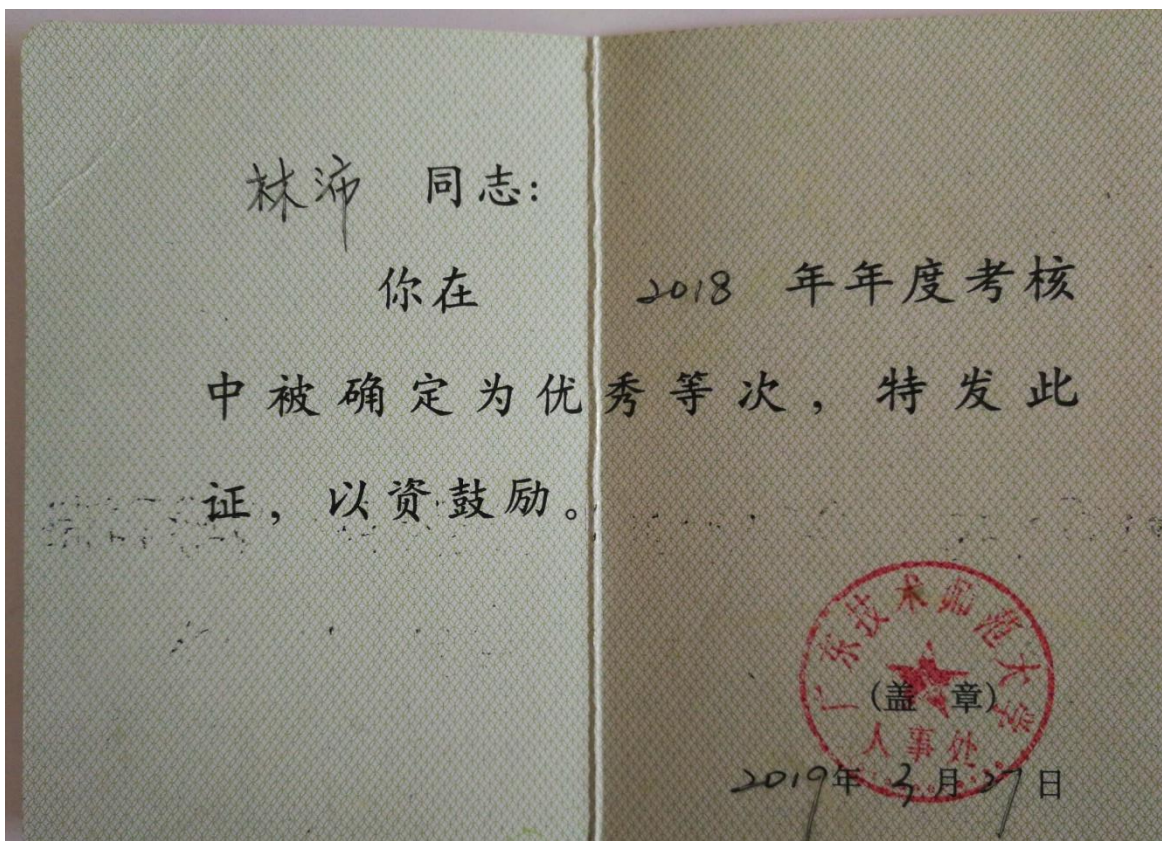 林沛 同志:
你在 2018 年年度考核
中被确定为优秀等次,特发此
证,以资鼓励。
广东技术师范大学
(盖 章)
人事处
2019年3月27日